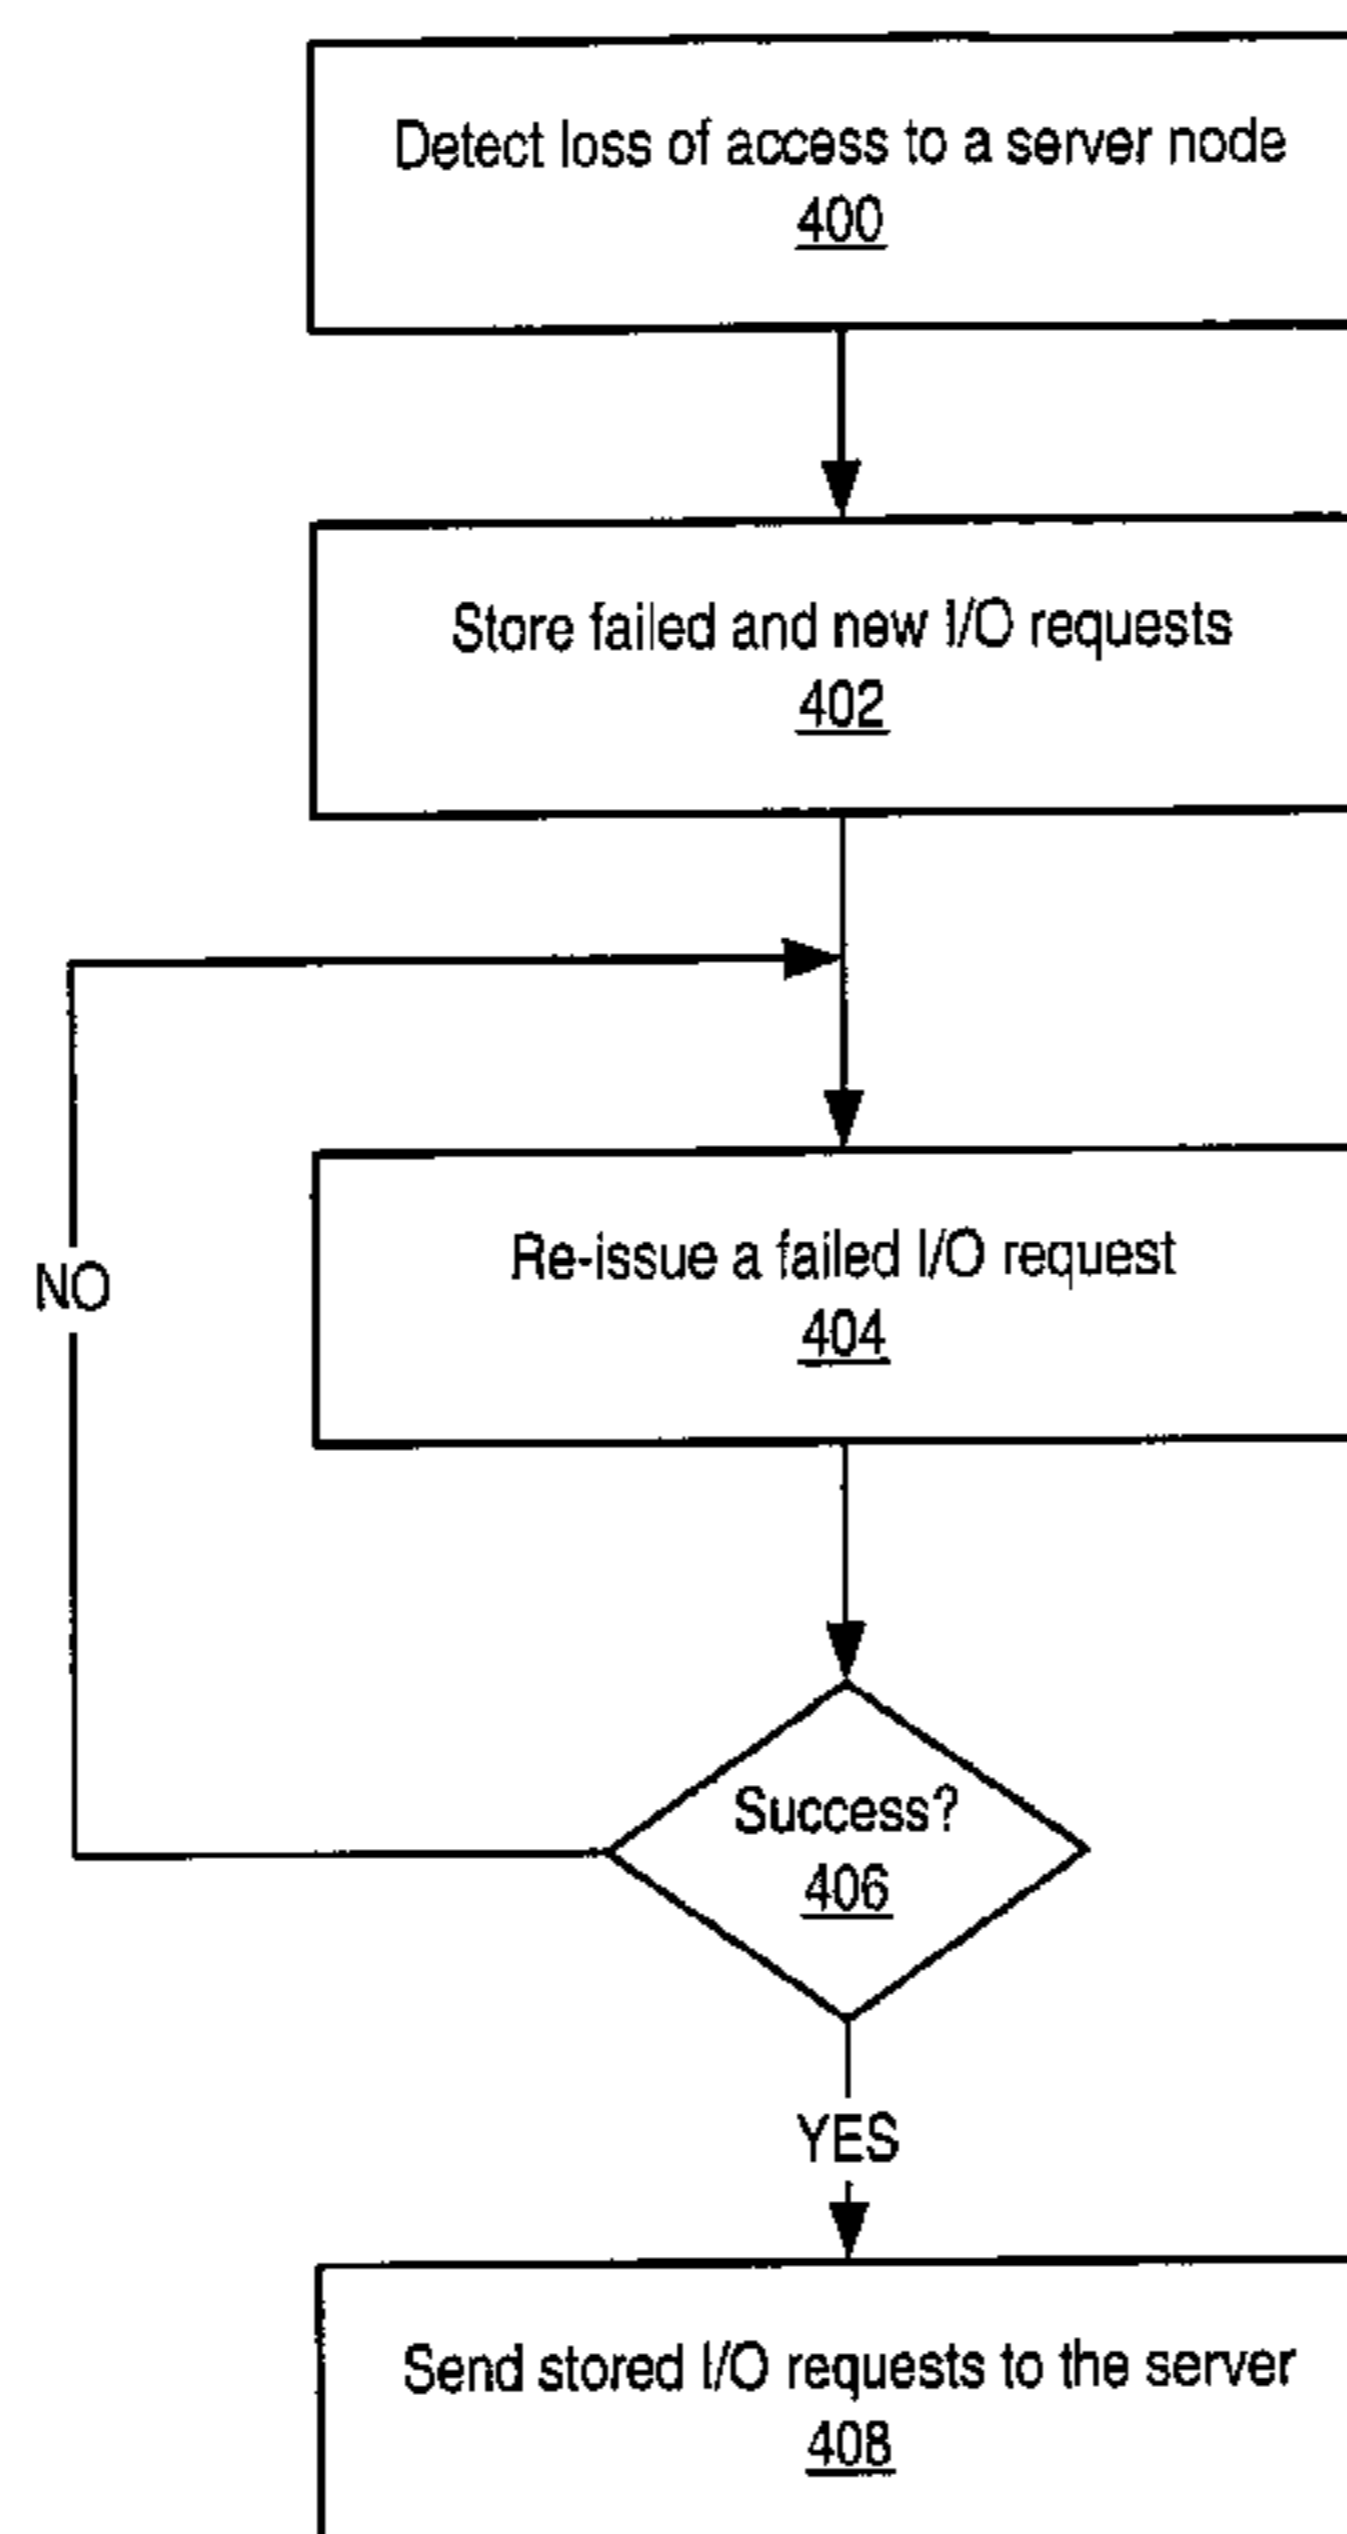 Detect loss of access to a server node
400
Store failed and new I/O requests
402
Re-issue a failed I/O request
404
NO
Success?
406
YES
Send stored I/O requests to the server
408